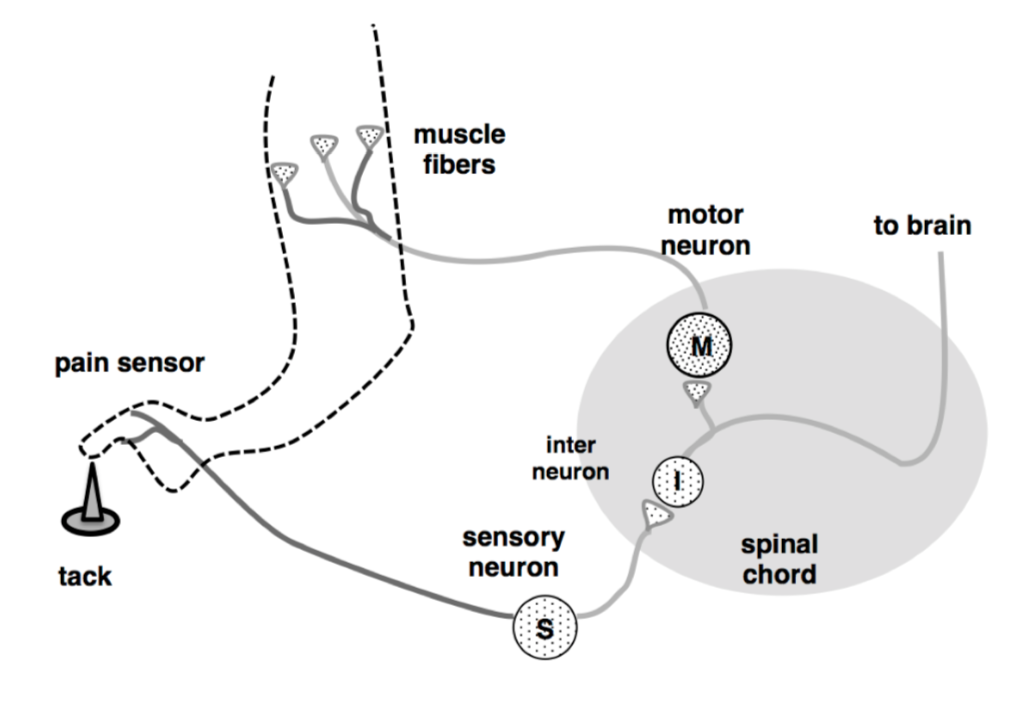 muscle
fibers
motor
neuron
to brain
M
pain sensor
inter
neuron
I
sensory
neuron
spinal
chord
tack
S